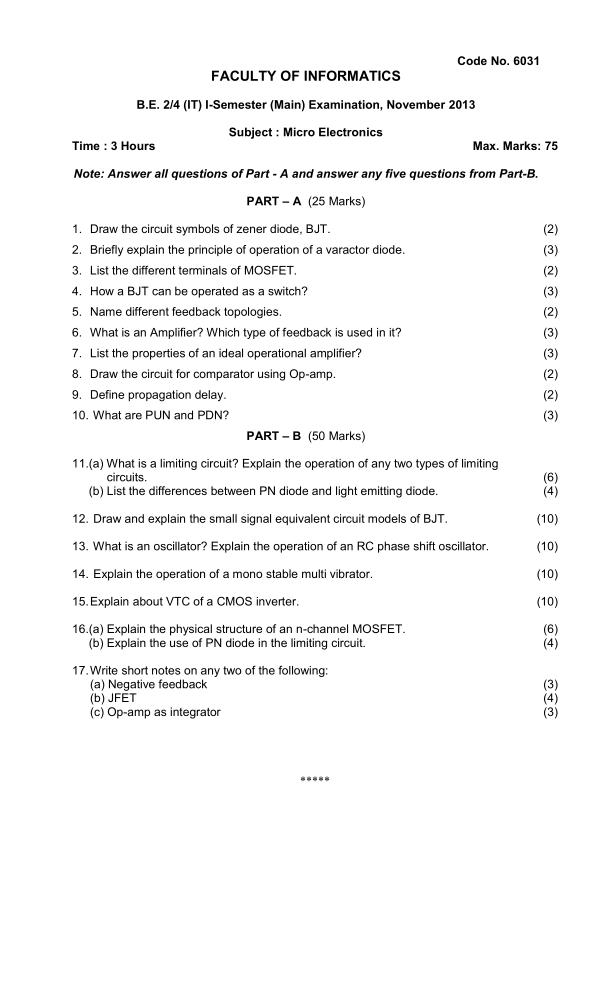 Code No. 6031
FACULTY OF INFORMATICS
B.E. 2/4 (IT) I-Semester (Main) Examination, November 2013
Subject : Micro Electronics
Time : 3 Hours Max. Marks: 75
Note: Answer all questions of Part - A and answer any five questions from Part-B.
PART – A (25 Marks)
1. Draw the circuit symbols of zener diode, BJT. (2)
2. Briefly explain the principle of operation of a varactor diode. (3)
3. List the different terminals of MOSFET. (2)
4. How a BJT can be operated as a switch? (3)
5. Name different feedback topologies. (2)
6. What is an Amplifier? Which type of feedback is used in it? (3)
7. List the properties of an ideal operational amplifier? (3)
8. Draw the circuit for comparator using Op-amp. (2)
9. Define propagation delay. (2)
10. What are PUN and PDN? (3)
PART – B (50 Marks)
11.(a) What is a limiting circuit? Explain the operation of any two types of limiting
circuits. (6)
(b) List the differences between PN diode and light emitting diode. (4)
12. Draw and explain the small signal equivalent circuit models of BJT. (10)
13. What is an oscillator? Explain the operation of an RC phase shift oscillator. (10)
14. Explain the operation of a mono stable multi vibrator. (10)
15. Explain about VTC of a CMOS inverter. (10)
16.(a) Explain the physical structure of an n-channel MOSFET. (6)
(b) Explain the use of PN diode in the limiting circuit. (4)
17. Write short notes on any two of the following:
(a) Negative feedback (3)
(b) JFET (4)
(c) Op-amp as integrator (3)
*****